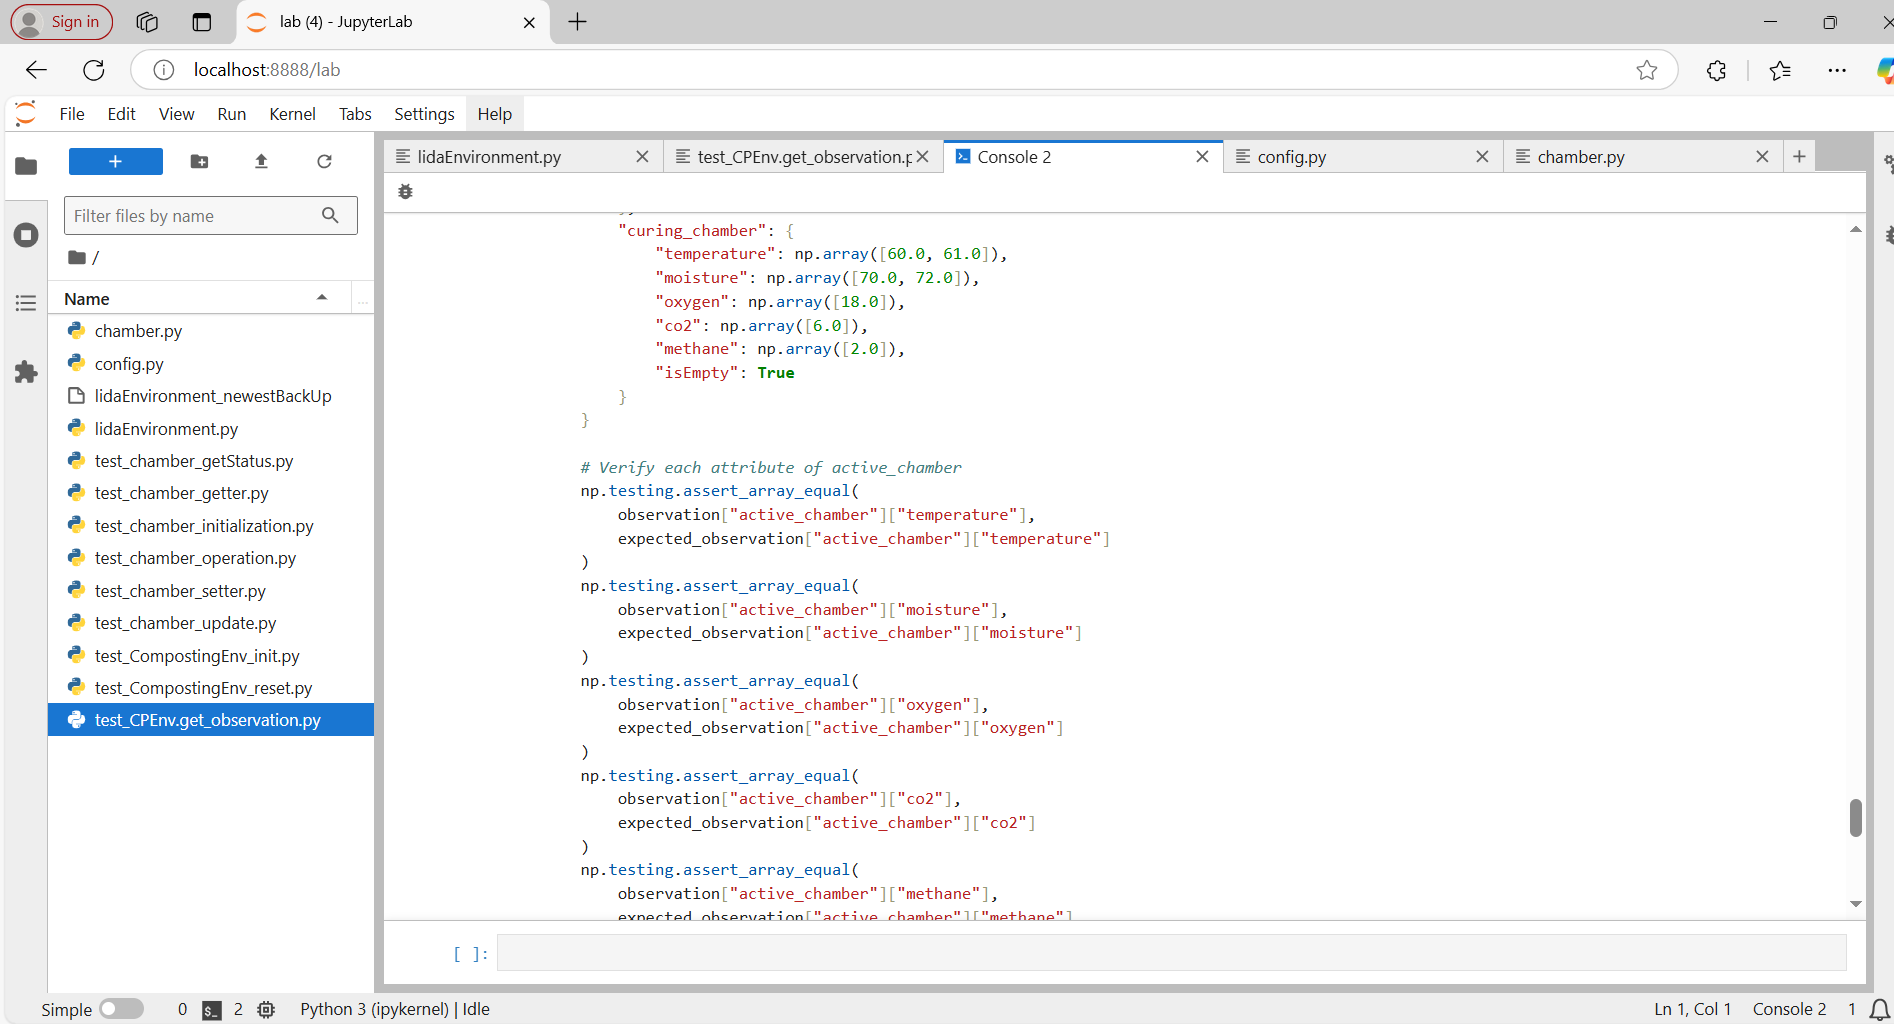 Sign in
lab (4) - JupyterLab
localhost:8888/lab
File Edit View Run Kernel Tabs Settings Help
Filter files by name
/
Name
...
chamber.py
config.py
lidaEnvironment_newestBackUp
lidaEnvironment.py
test_chamber_getStatus.py
test_chamber_getter.py
test_chamber_initialization.py
test_chamber_operation.py
test_chamber_setter.py
test_chamber_update.py
test_CompostingEnv_init.py
test_CompostingEnv_reset.py
test_CPEnv.get_observation.py
lidaEnvironment.py
test_CPEnv.get_observation.p
Console 2
config.py
chamber.py
"curing_chamber": {
"temperature": np.array([60.0, 61.0]),
"moisture": np.array([70.0, 72.0]),
"oxygen": np.array([18.0]),
"co2": np.array([6.0]),
"methane": np.array([2.0]),
"isEmpty": True
}
}
# Verify each attribute of active_chamber
np.testing.assert_array_equal(
observation["active_chamber"]["temperature"],
expected_observation["active_chamber"]["temperature"]
)
np.testing.assert_array_equal(
observation["active_chamber"]["moisture"],
expected_observation["active_chamber"]["moisture"]
)
np.testing.assert_array_equal(
observation["active_chamber"]["oxygen"],
expected_observation["active_chamber"]["oxygen"]
)
np.testing.assert_array_equal(
observation["active_chamber"]["co2"],
expected_observation["active_chamber"]["co2"]
)
np.testing.assert_array_equal(
observation["active_chamber"]["methane"],
expected_observation["active_chamber"]["methane"]
[ ]:
Simple 0 $_ 2 Python 3 (ipykernel) | Idle
Ln 1, Col 1 Console 2 1